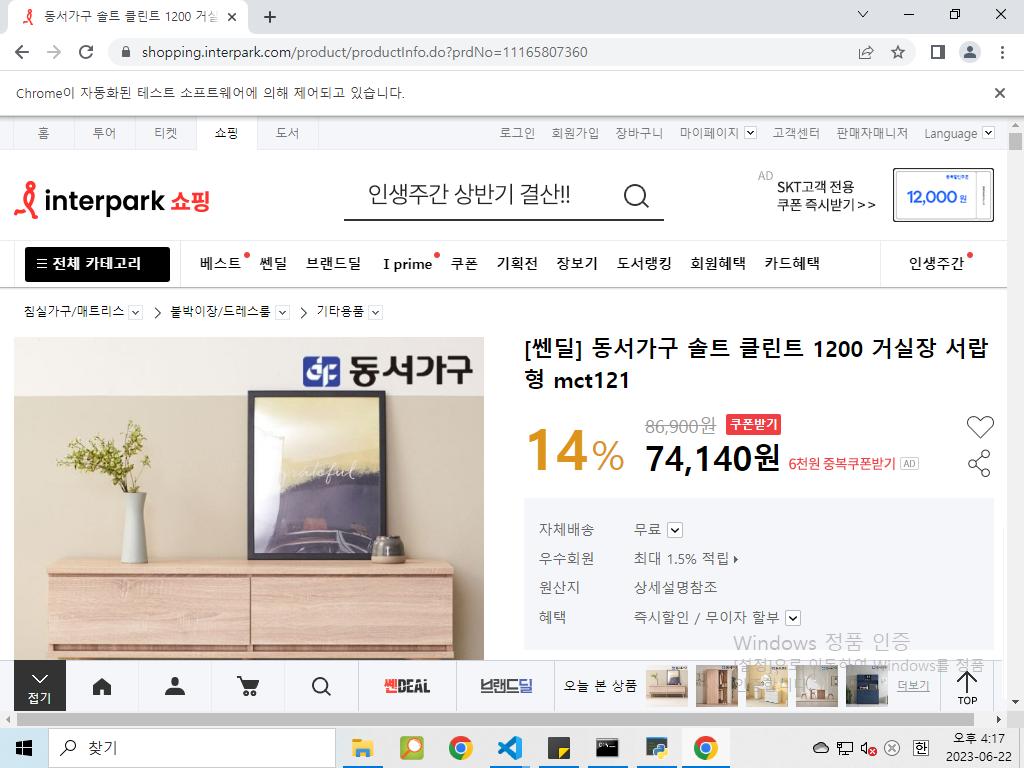 동서가구 솔트 클린트 1200 거실
shopping.interpark.com/product/productInfo.do?prdNo=11165807360
Chrome이 자동화된 테스트 소프트웨어에 의해 제어되고 있습니다.
홈 투어 티켓 쇼핑 도서 로그인 회원가입 장바구니 마이페이지 고객센터 판매자매니저 Language
interpark 쇼핑 인생주간 상반기 결산!! AD SKT고객 전용 12,000원
쿠폰 즉시받기 >>
전체 카테고리 베스트 쎈딜 브랜드딜 I prime 쿠폰 기획전 장보기 도서랭킹 회원혜택 카드혜택 인생주간
침실가구/매트리스 > 붙박이장/드레스룸 > 기타용품
동서가구
grateful
[쎈딜] 동서가구 솔트 클린트 1200 거실장 서랍
형 mct121
14% 86,900원 쿠폰받기
74,140원 6천원 중복쿠폰받기 AD
자체배송 무료
우수회원 최대 1.5% 적립
원산지 상세설명참조
혜택 즉시할인 / 무이자 할부
Windows 정품 인증
[설정]으로 이동하여 Windows를 정품
접기 쎈DEAL 브랜드딜 오늘 본 상품 더보기 TOP
찾기 한 오후 4:17
2023-06-22